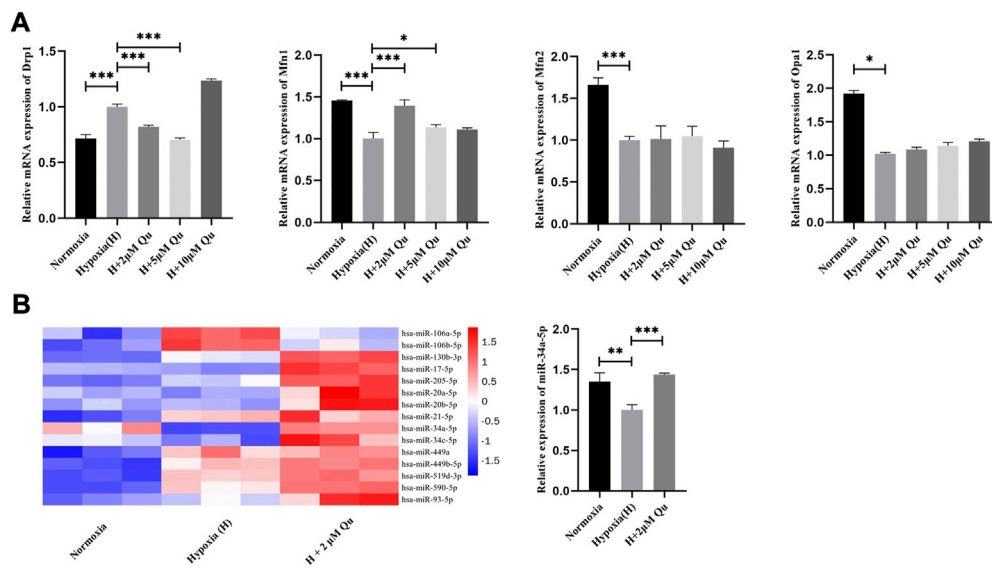 A
Relative mRNA expression of Drp1
1.5
1.0
0.5
0.0
***
***
***
Normoxia
Hypoxia(H)
H+2μM Qu
H+5μM Qu
H+10μM Qu
Relative mRNA expression of Mfn1
2.0
1.5
1.0
0.5
0.0
*
***
***
Normoxia
Hypoxia(H)
H+2μM Qu
H+5μM Qu
H+10μM Qu
Relative mRNA expression of Mfn2
2.0
1.5
1.0
0.5
0.0
***
Normoxia
Hypoxia(H)
H+2μM Qu
H+5μM Qu
H+10μM Qu
Relative mRNA expression of Opa1
2.5
2.0
1.5
1.0
0.5
0.0
*
Normoxia
Hypoxia(H)
H+2μM Qu
H+5μM Qu
H+10μM Qu
B
hsa-miR-106a-5p
hsa-miR-106b-5p
hsa-miR-130b-3p
hsa-miR-17-5p
hsa-miR-205-5p
hsa-miR-20a-5p
hsa-miR-20b-5p
hsa-miR-21-5p
hsa-miR-34a-5p
hsa-miR-34c-5p
hsa-miR-449a
hsa-miR-449b-5p
hsa-miR-519d-3p
hsa-miR-590-5p
hsa-miR-93-5p
1.5
1
0.5
0
-0.5
-1
-1.5
Normoxia
Hypoxia (H)
H + 2 μM Qu
Relative expression of miR-34a-5p
2.0
1.5
1.0
0.5
0.0
**
***
Normoxia
Hypoxia(H)
H+2μM Qu